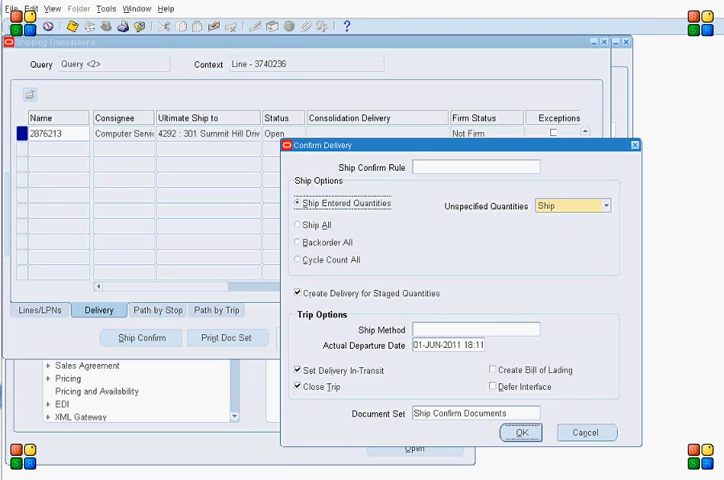 File Edit View Folder Tools Window Help
Shipping Transactions
Query Query <2> Context Line - 3740236
Name Consignee Ultimate Ship to Status Consolidation Delivery Firm Status Exceptions
2876213 Computer Servi 4292 : 301 Summit Hill Driv Open Not Firm
Confirm Delivery
Ship Confirm Rule
Ship Options
Ship Entered Quantities
Unspecified Quantities Ship
Ship All
Backorder All
Cycle Count All
Create Delivery for Staged Quantities
Trip Options
Ship Method
Actual Departure Date 01-JUN-2011 18:11
Set Delivery In-Transit
Create Bill of Lading
Close Trip
Defer Interface
Document Set Ship Confirm Documents
OK Cancel
Lines/LPNs Delivery Path by Stop Path by Trip
Ship Confirm Print Doc Set
+ Sales Agreement
+ Pricing
Pricing and Availability
+ EDI
+ XML Gateway
Open